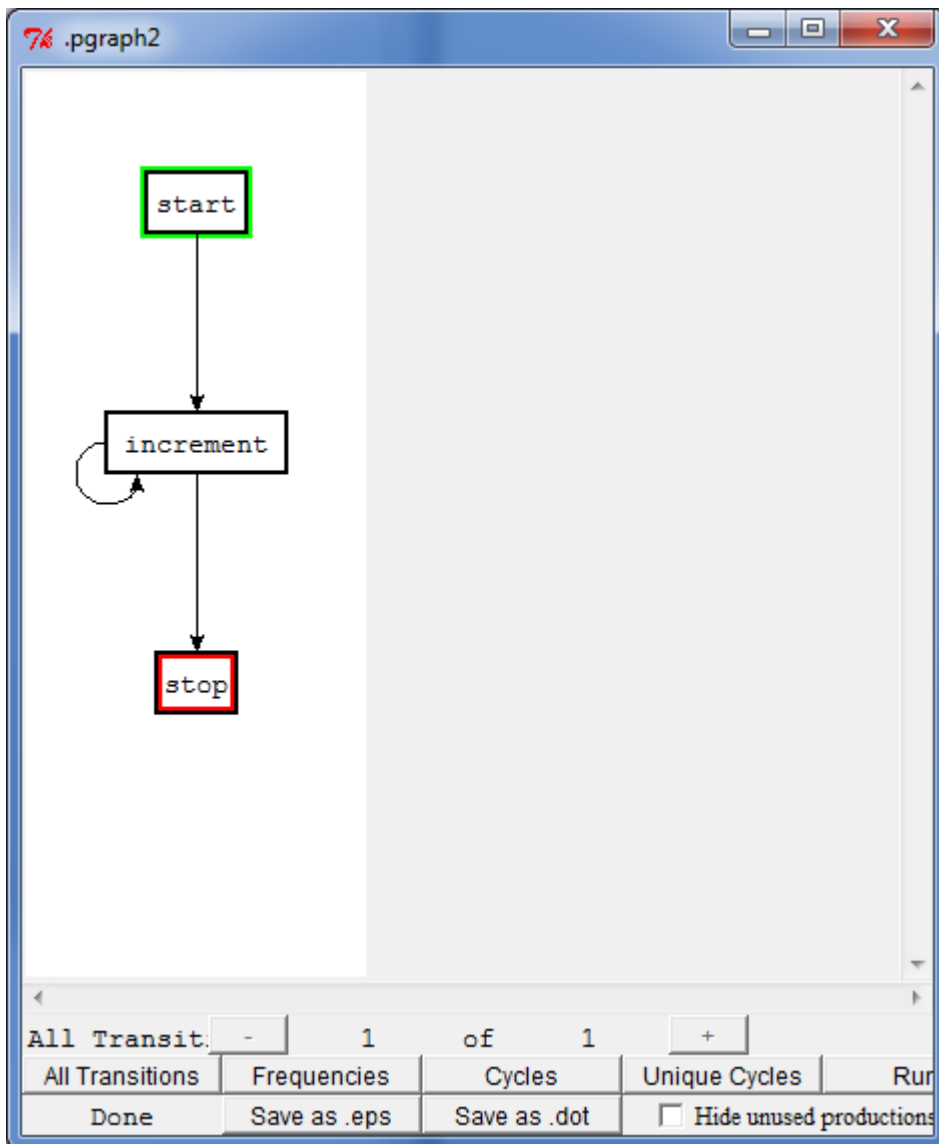 .pgraph2
start
increment
stop
All Transit
- 1 of 1 +
All Transitions Frequencies Cycles Unique Cycles Run
Done Save as .eps Save as .dot Hide unused productions